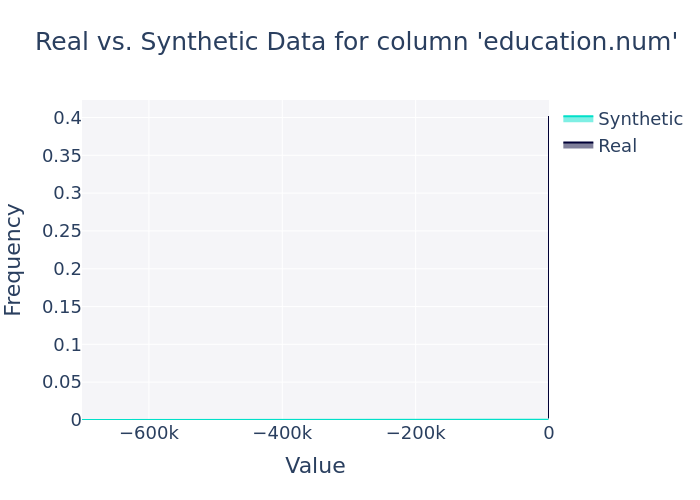 Real vs. Synthetic Data for column 'education.num'
0.4
0.35
0.3
0.25
0.2
0.15
0.1
0.05
0
Frequency
−600k
−400k
−200k
0
Value
Synthetic
Real